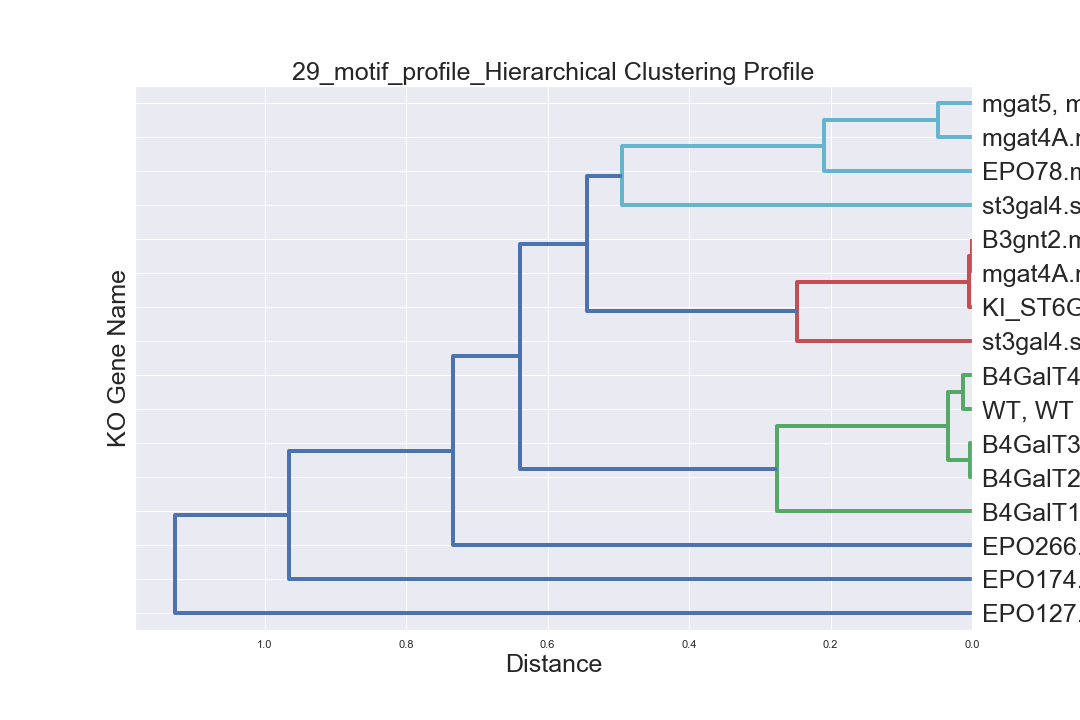 29_motif_profile_Hierarchical Clustering Profile
mgat5, m
mgat4A.m
EPO78.m
st3gal4.s
B3gnt2.m
mgat4A.m
KI_ST6G
st3gal4.s
B4GalT4
WT, WT
B4GalT3
B4GalT2
B4GalT1
EPO266.
EPO174.
EPO127.
KO Gene Name
1.0 0.8 0.6 0.4 0.2 0.0
Distance